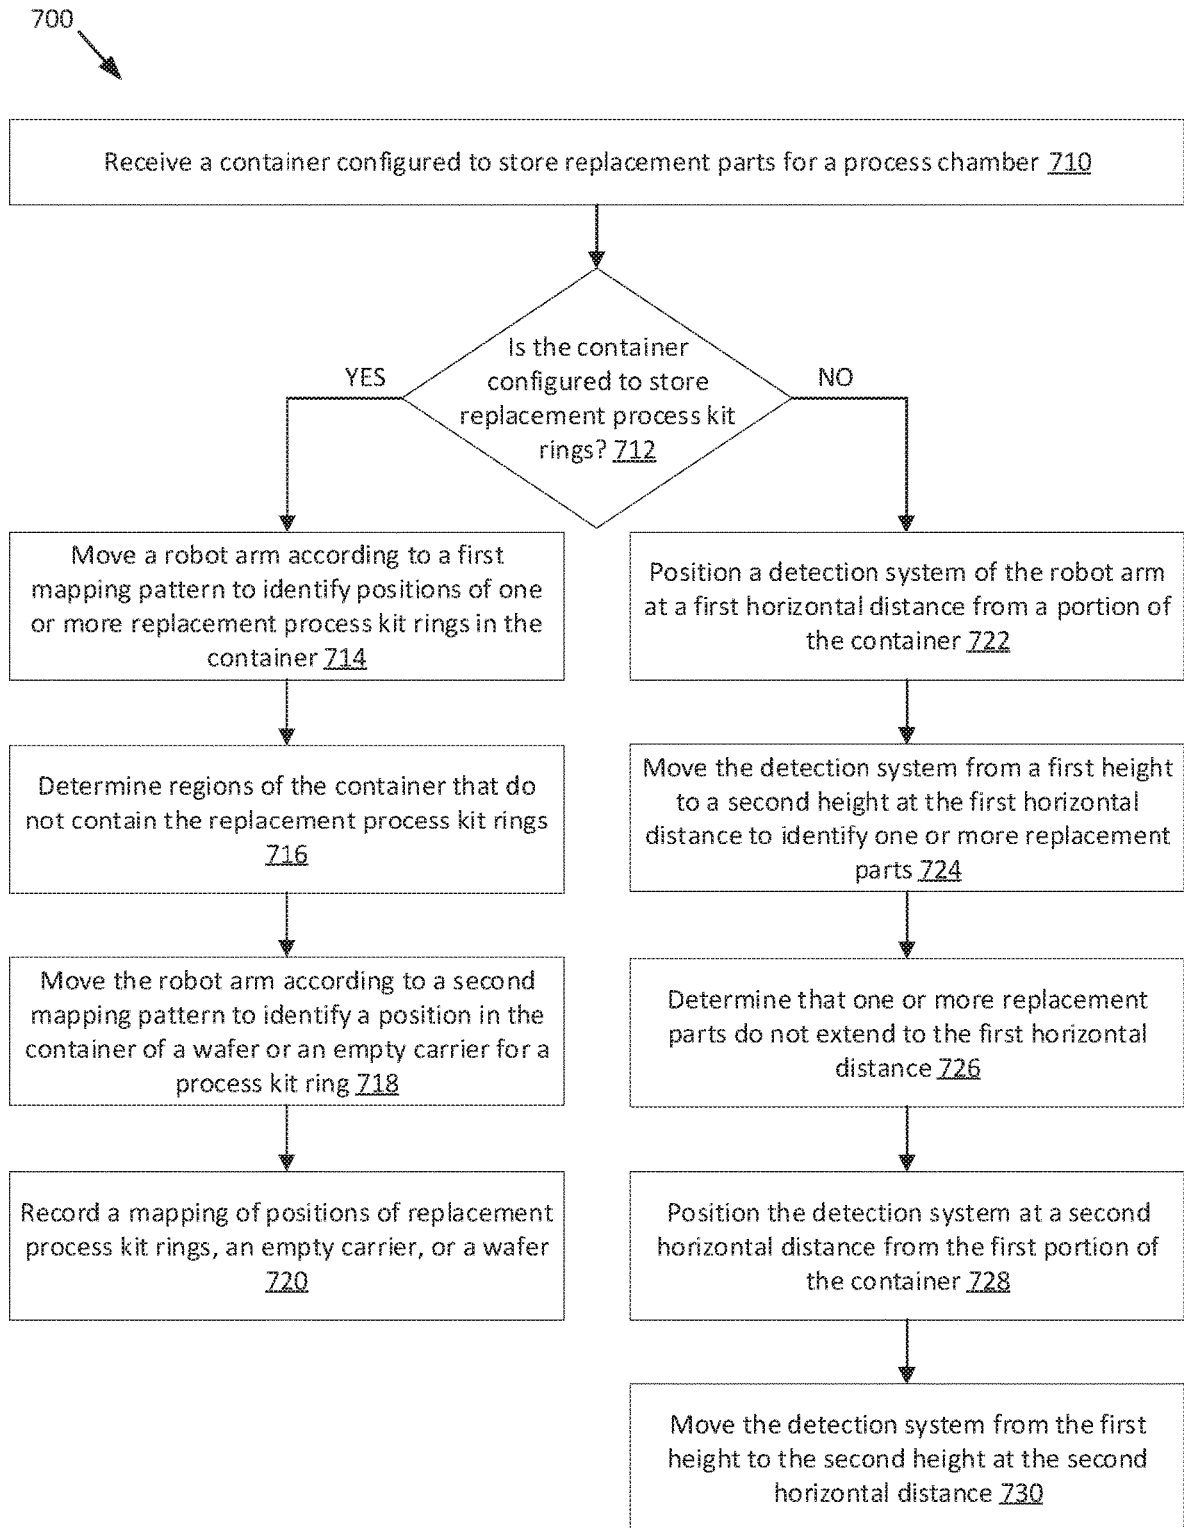 700
Receive a container configured to store replacement parts for a process chamber 710
Is the container
configured to store
replacement process kit
rings? 712
YES
NO
Move a robot arm according to a first
mapping pattern to identify positions of one
or more replacement process kit rings in the
container 714
Determine regions of the container that do
not contain the replacement process kit rings
716
Move the robot arm according to a second
mapping pattern to identify a position in the
container of a wafer or an empty carrier for a
process kit ring 718
Record a mapping of positions of replacement
process kit rings, an empty carrier, or a wafer
720
Position a detection system of the robot arm
at a first horizontal distance from a portion of
the container 722
Move the detection system from a first height
to a second height at the first horizontal
distance to identify one or more replacement
parts 724
Determine that one or more replacement
parts do not extend to the first horizontal
distance 726
Position the detection system at a second
horizontal distance from the first portion of
the container 728
Move the detection system from the first
height to the second height at the second
horizontal distance 730